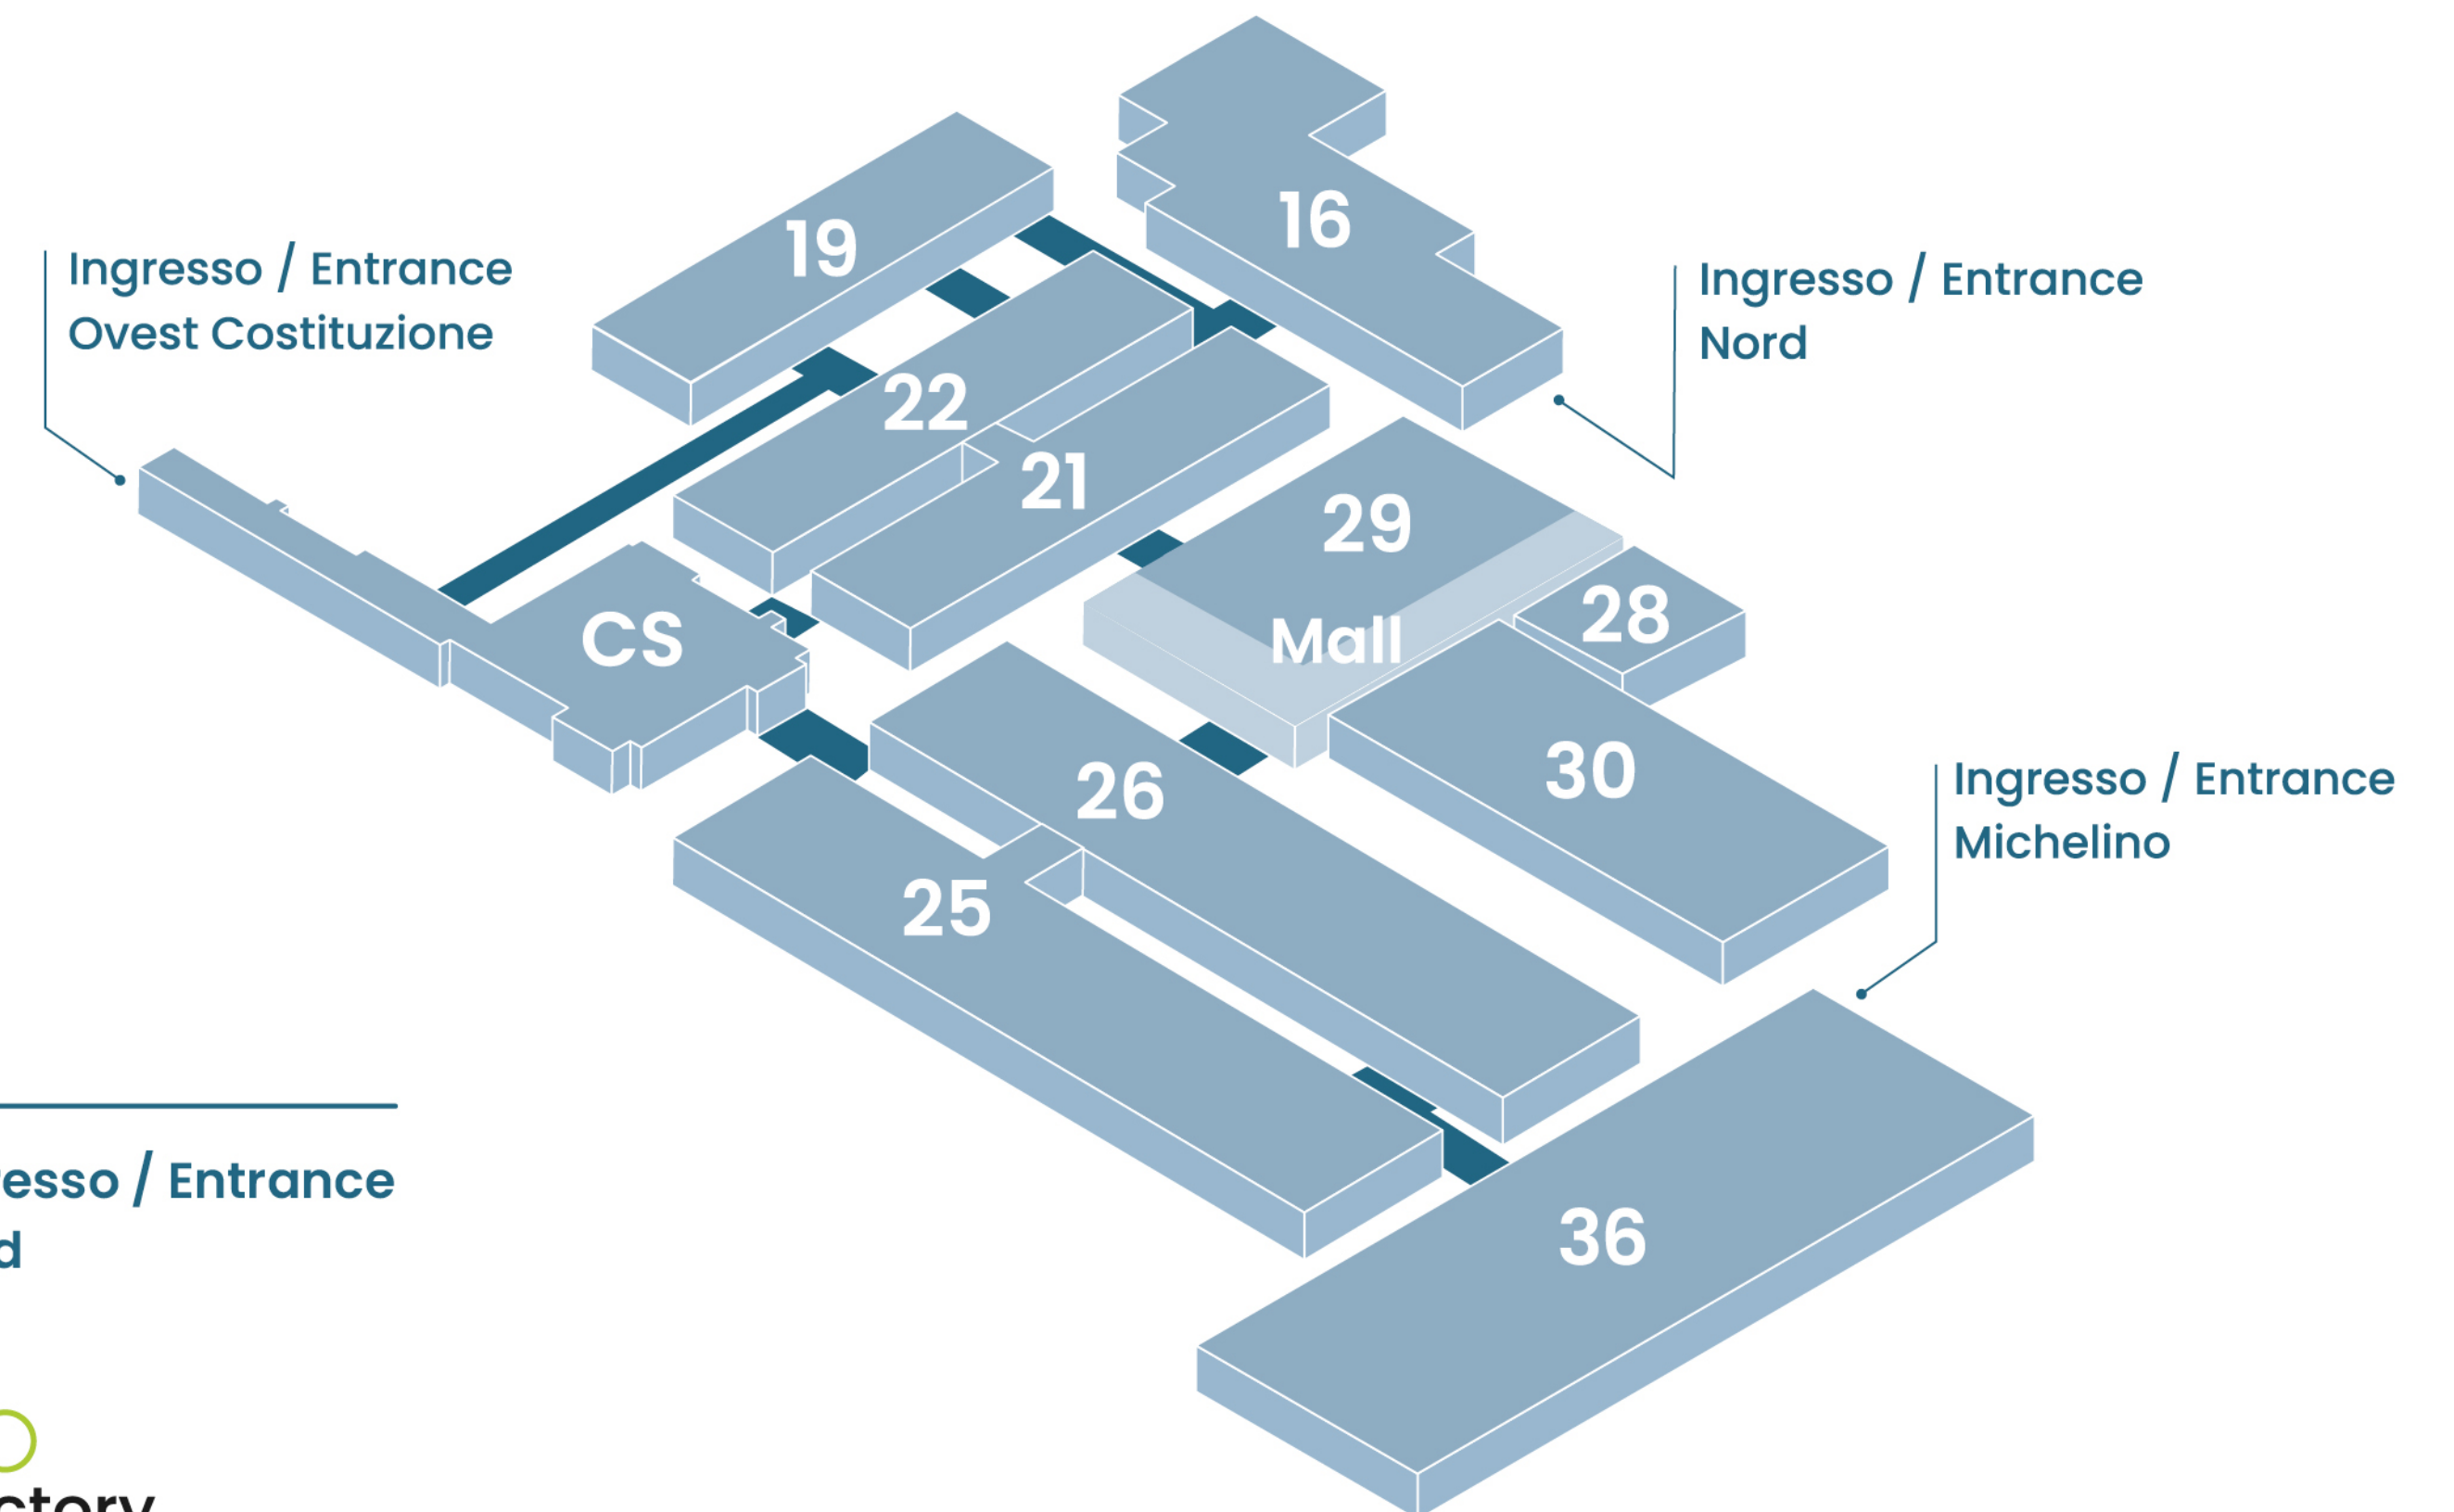 19
16
Ingresso / Entrance
Ovest Costituzione
Ingresso / Entrance
Nord
22
21
29
28
CS
Mall
26
30
Ingresso / Entrance
Michelino
25
esso / Entrance
d
36
ctory